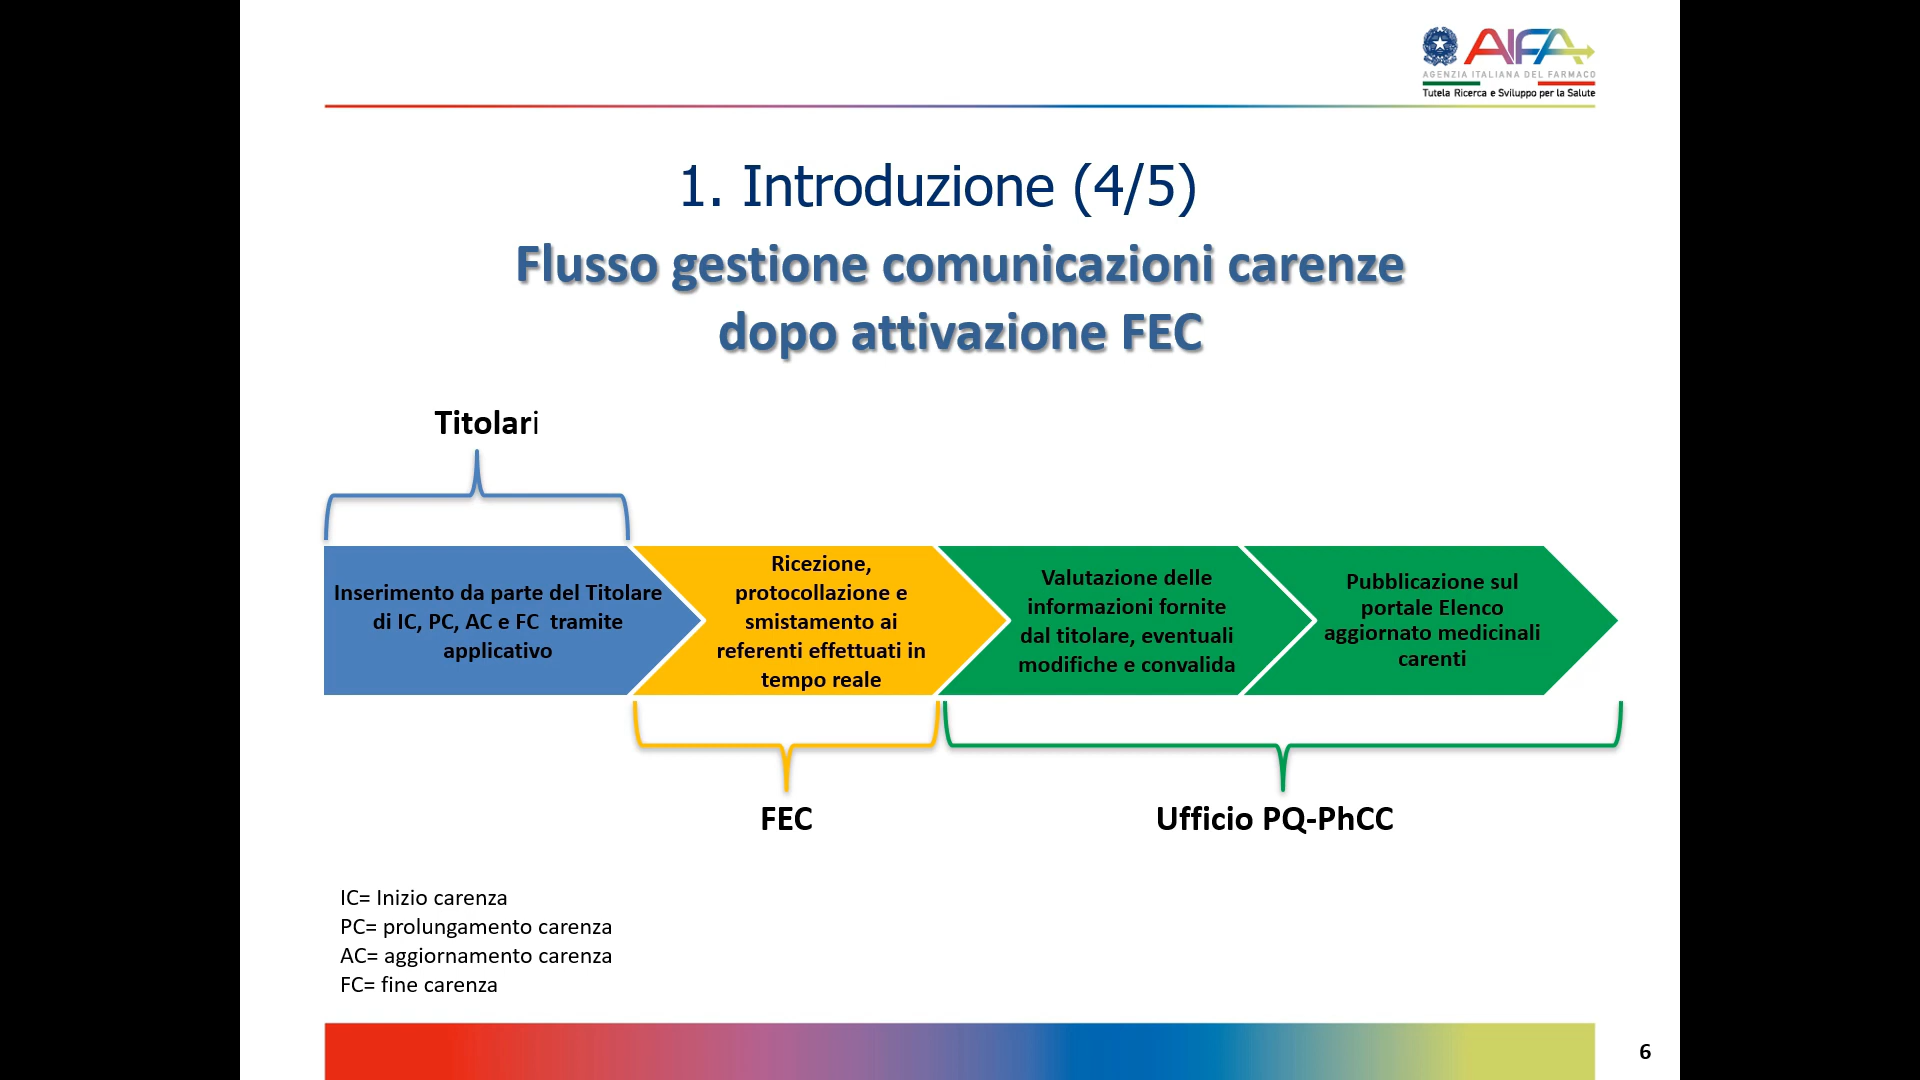 AIFA
AGENZIA ITALIANA DEL FARMACO
Tutela Ricerca e Sviluppo per la Salute
1. Introduzione (4/5)
Flusso gestione comunicazioni carenze
dopo attivazione FEC
Titolari
Inserimento da parte del Titolare
di IC, PC, AC e FC tramite
applicativo
Ricezione,
protocollazione e
smistamento ai
referenti effettuati in
tempo reale
Valutazione delle
informazioni fornite
dal titolare, eventuali
modifiche e convalida
Pubblicazione sul
portale Elenco
aggiornato medicinali
carenti
FEC
Ufficio PQ-PhCC
IC= Inizio carenza
PC= prolungamento carenza
AC= aggiornamento carenza
FC= fine carenza
6